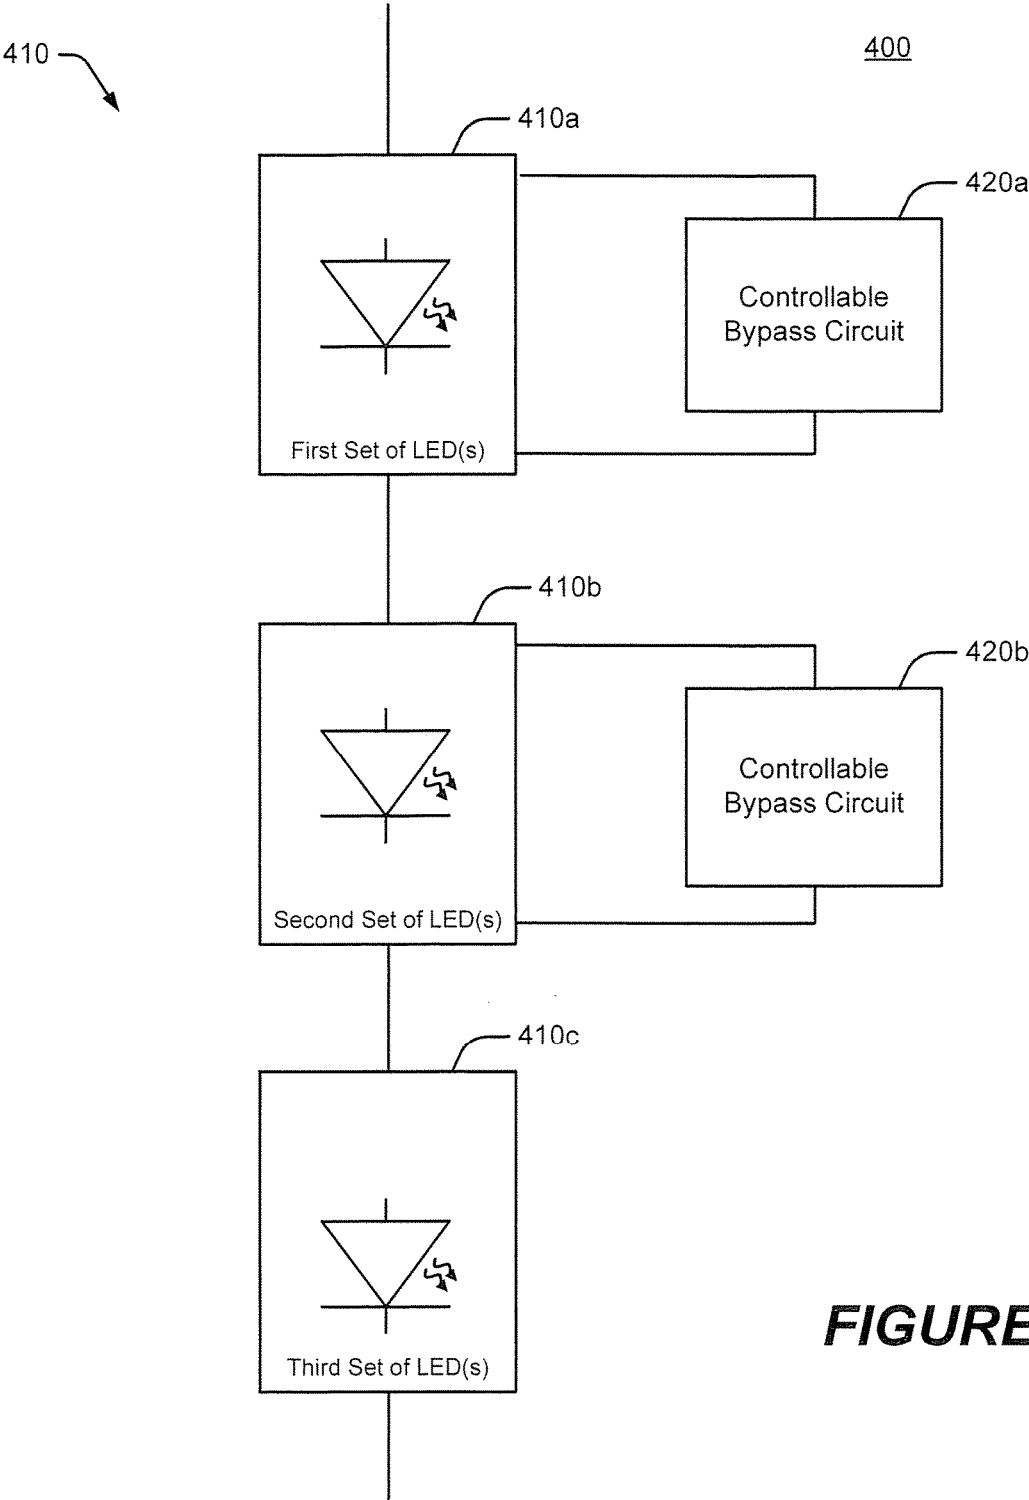 410
400
410a
420a
Controllable
Bypass Circuit
First Set of LED(s)
410b
420b
Controllable
Bypass Circuit
Second Set of LED(s)
410c
FIGURE
Third Set of LED(s)